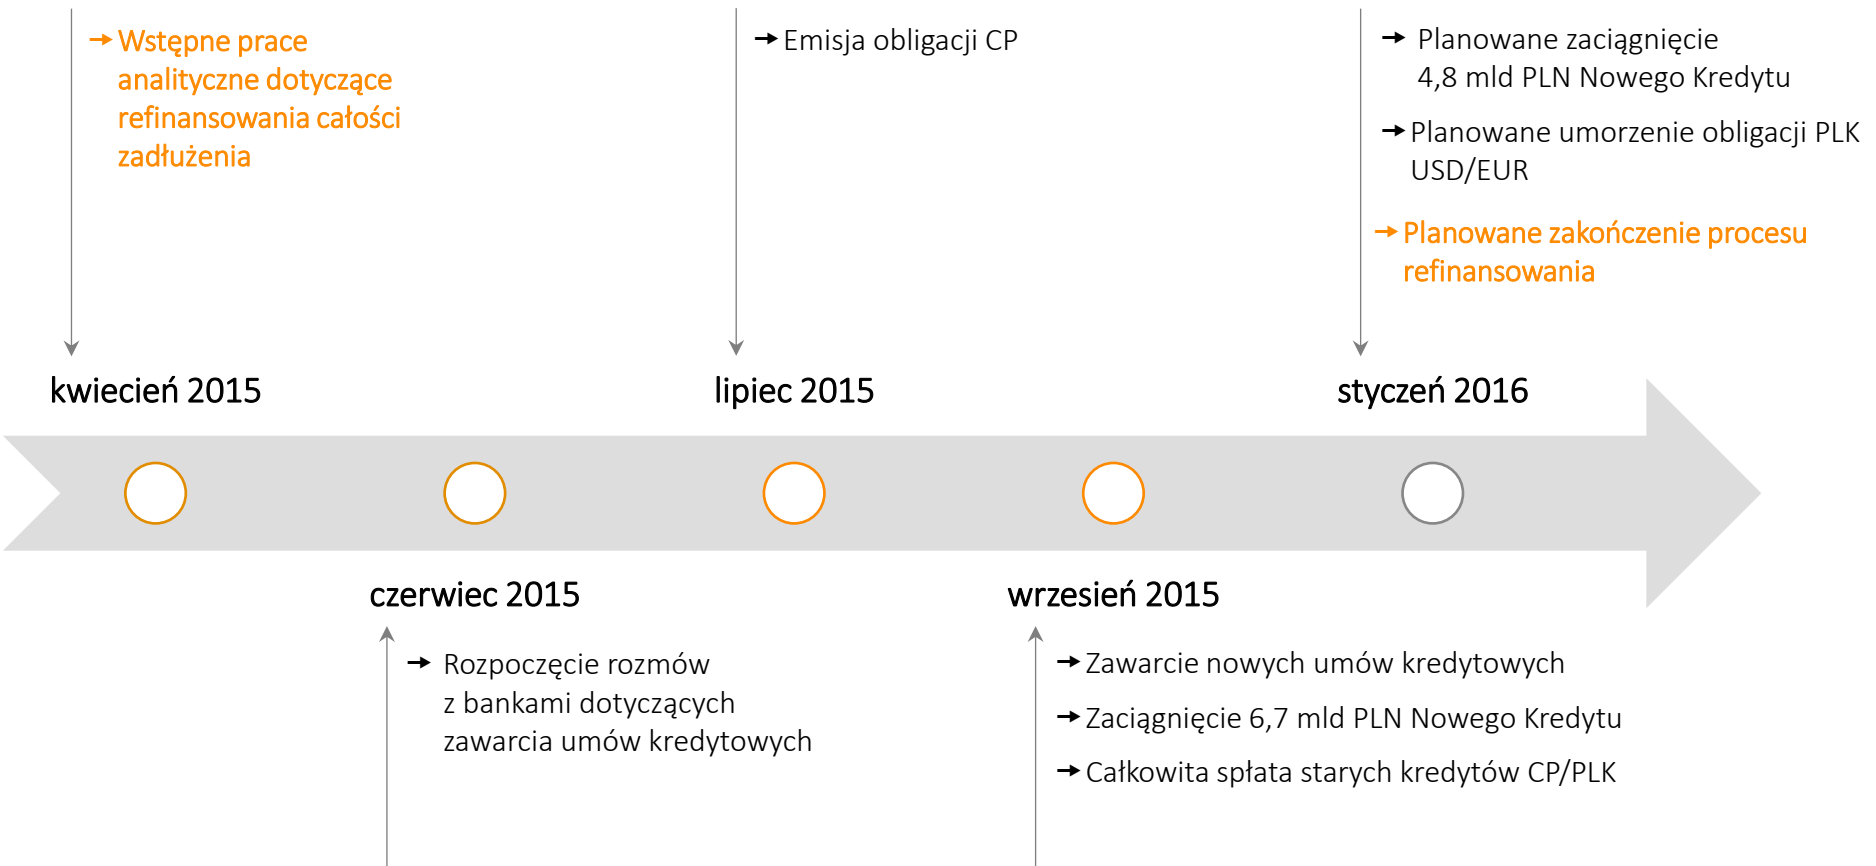 → Wstępne prace
analityczne dotyczące
refinansowania całości
zadłużenia
→ Emisja obligacji CP
→ Planowane zaciągnięcie
4,8 mld PLN Nowego Kredytu
→ Planowane umorzenie obligacji PLK
USD/EUR
→ Planowane zakończenie procesu
refinansowania
kwiecień 2015
lipiec 2015
styczeń 2016
czerwiec 2015
wrzesień 2015
→ Rozpoczęcie rozmów
z bankami dotyczących
zawarcia umów kredytowych
→ Zawarcie nowych umów kredytowych
→ Zaciągnięcie 6,7 mld PLN Nowego Kredytu
→ Całkowita spłata starych kredytów CP/PLK